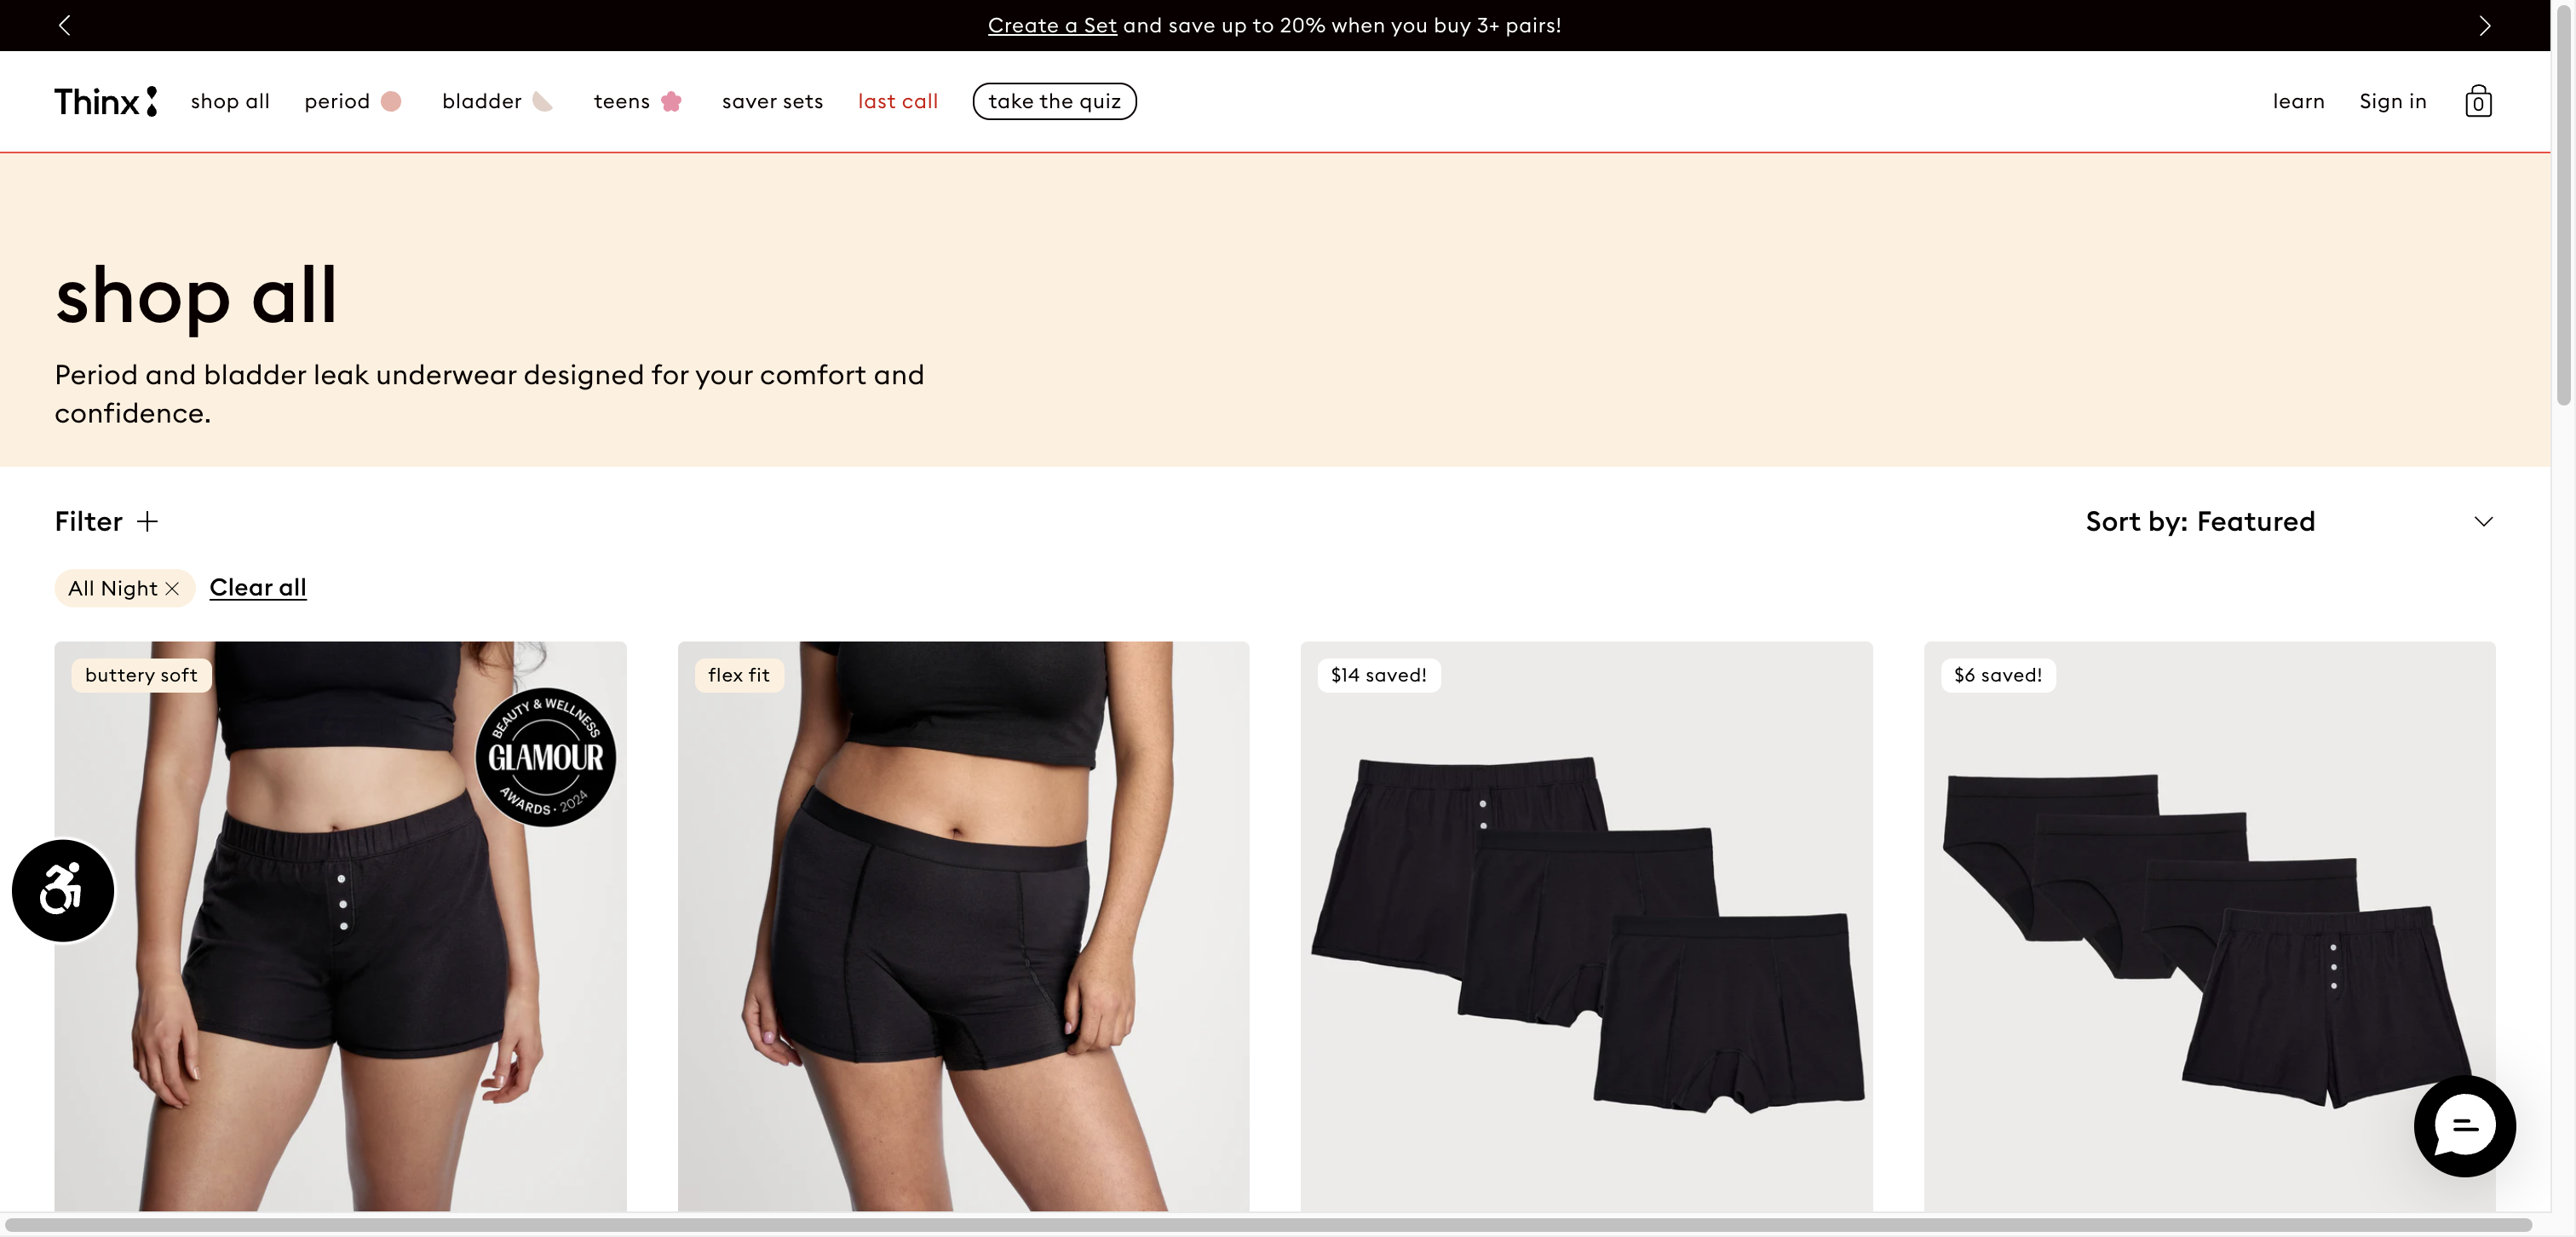 Create a Set and save up to 20% when you buy 3+ pairs!
Thinx shop all period bladder teens saver sets last call take the quiz learn Sign in 0
shop all
Period and bladder leak underwear designed for your comfort and
confidence.
Filter Sort by: Featured
All Night Clear all
buttery soft
BEAUTY & WELLNESS
GLAMOUR
AWARDS · 2024
flex fit
$14 saved!
$6 saved!